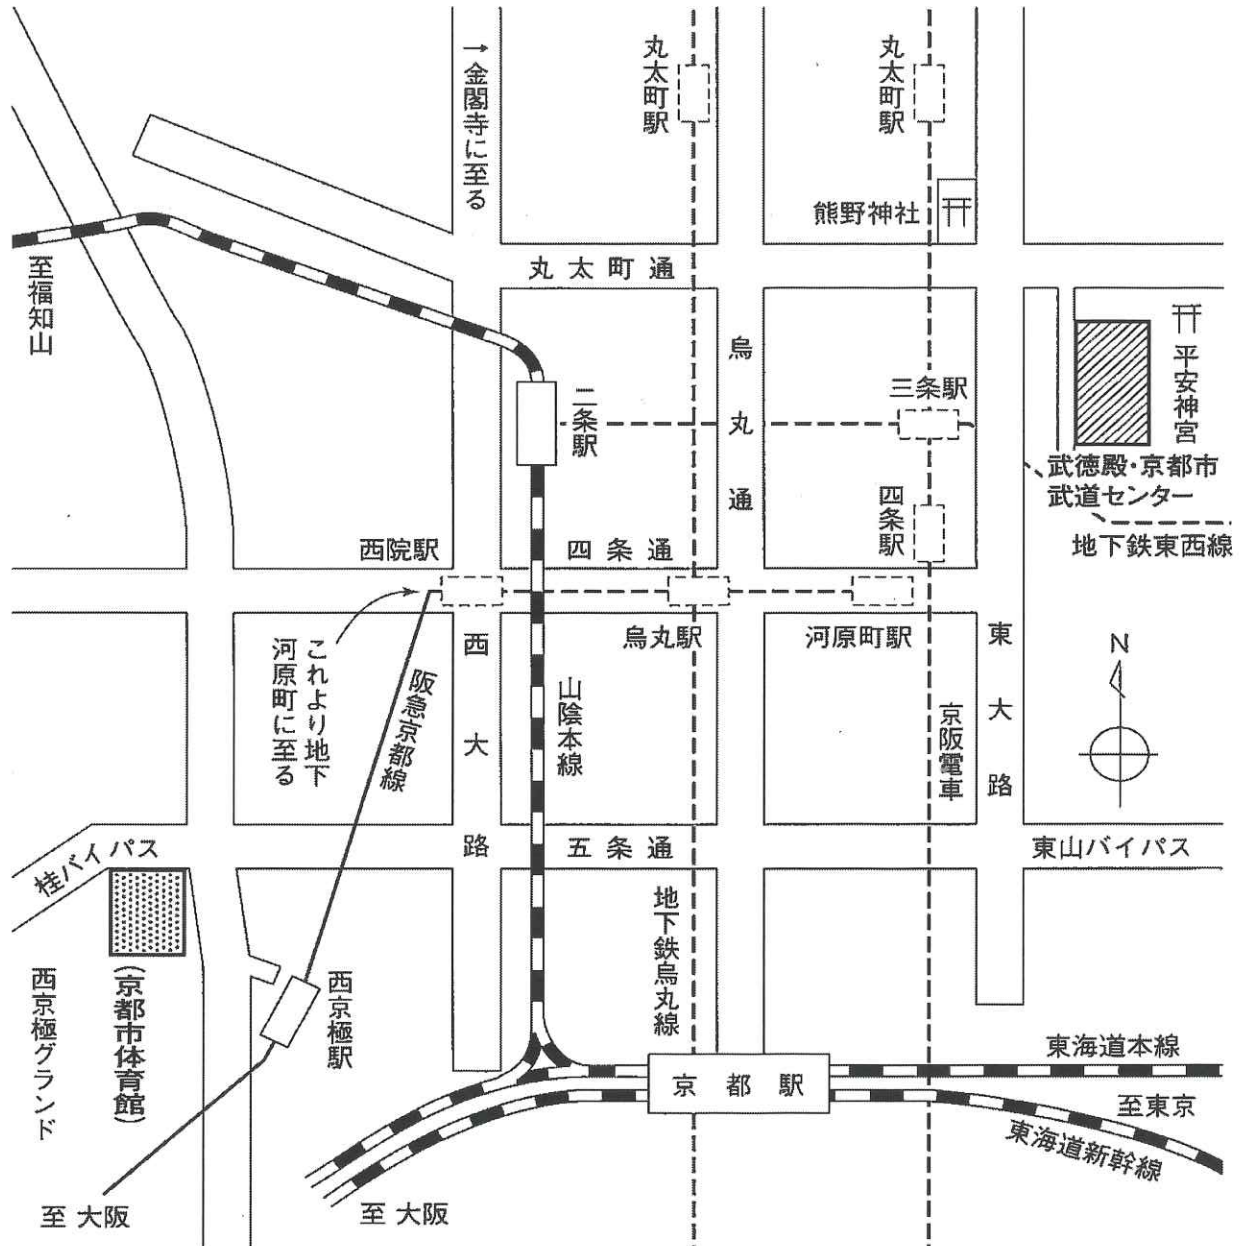 ↑金閣寺に至る
丸太町駅
丸太町駅
熊野神社
丸太町通
至福知山
烏丸通
二条駅
三条駅
平安神宮
武徳殿・京都市
武道センター
地下鉄東西線
四条駅
西院駅
四条通
烏丸駅
河原町駅
これより地下
河原町に至る
阪急京都線
西大路
山陰本線
京阪電車
東大路
N
桂バイパス
五条通
東山バイパス
西京極グランド
(京都市体育館)
西京極駅
地下鉄烏丸線
京都駅
東海道本線
至東京
東海道新幹線
至 大阪
至 大阪